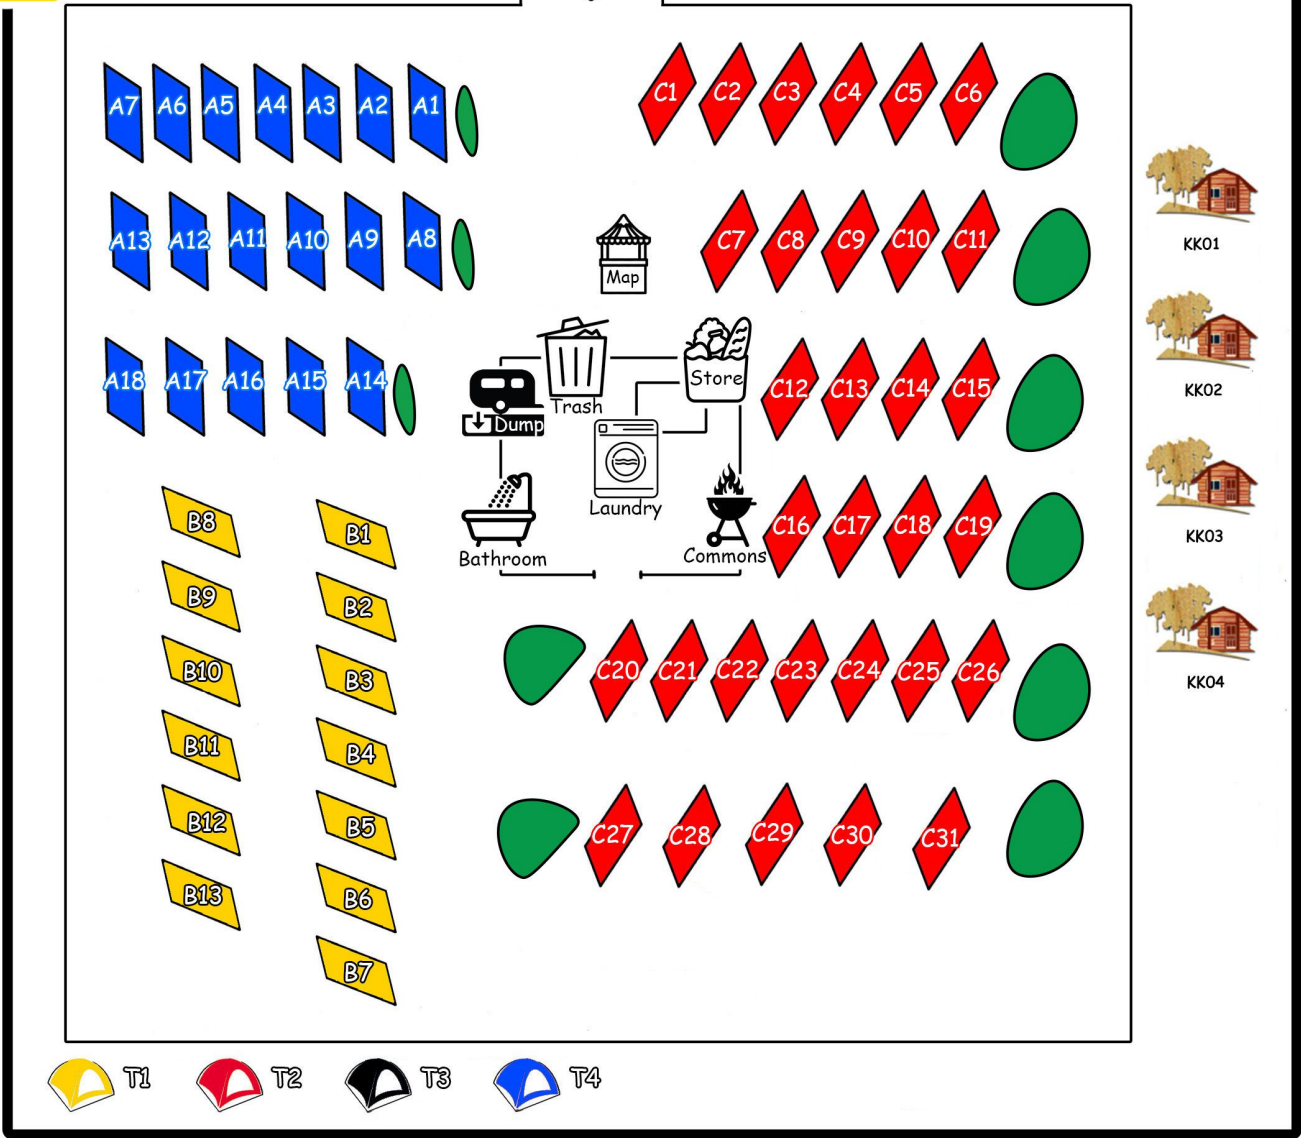 A7 A6 A5 A4 A3 A2 A1
C1 C2 C3 C4 C5 C6
A13 A12 A11 A10 A9 A8
Map
C7 C8 C9 C10 C11
KK01
A18 A17 A16 A15 A14
Trash
Dump
Store
Laundry
Bathroom
Commons
C12 C13 C14 C15
KK02
C16 C17 C18 C19
KK03
B8 B1
B9 B2
B10 B3
B11 B4
B12 B5
B13 B6
B7
C20 C21 C22 C23 C24 C25 C26
KK04
C27 C28 C29 C30 C31
T1 T2 T3 T4